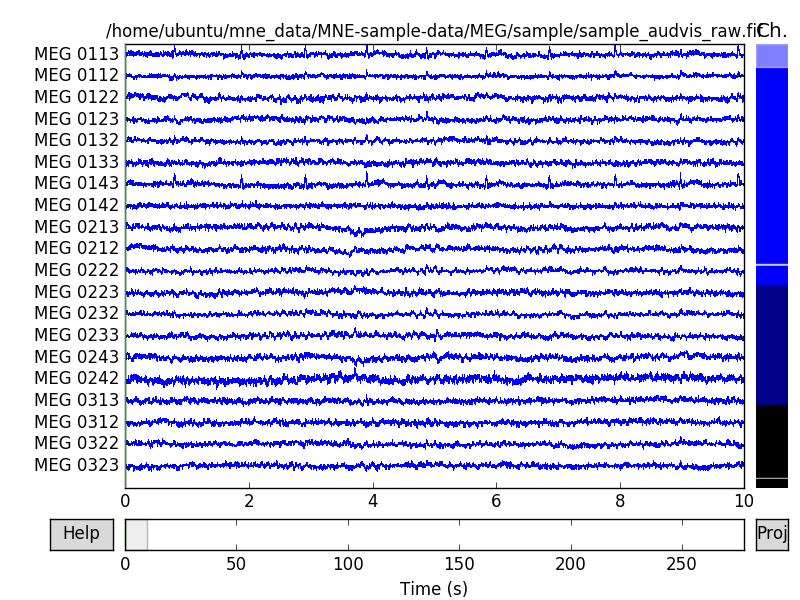 /home/ubuntu/mne_data/MNE-sample-data/MEG/sample/sample_audvis_raw.fif
Ch.
MEG 0113
MEG 0112
MEG 0122
MEG 0123
MEG 0132
MEG 0133
MEG 0143
MEG 0142
MEG 0213
MEG 0212
MEG 0222
MEG 0223
MEG 0232
MEG 0233
MEG 0243
MEG 0242
MEG 0313
MEG 0312
MEG 0322
MEG 0323
0 2 4 6 8 10
Help
Proj
0 50 100 150 200 250
Time (s)